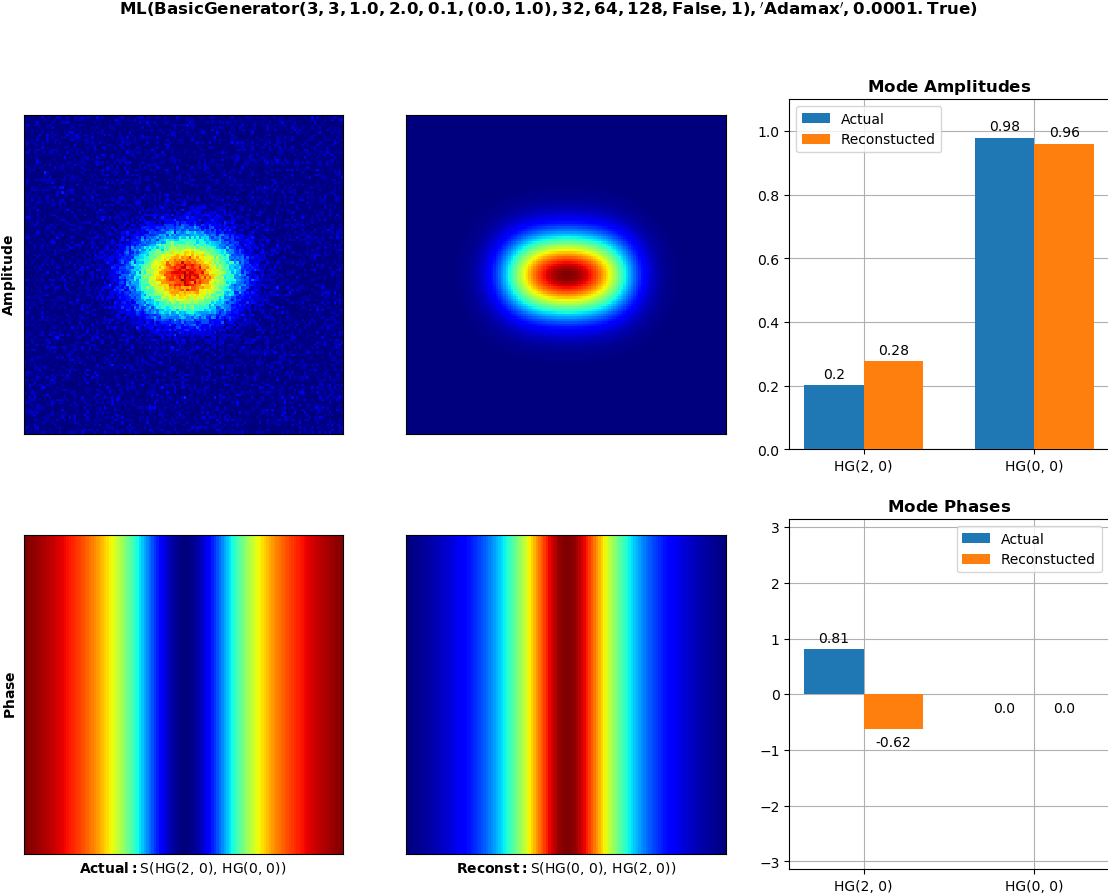 ML(BasicGenerator(3, 3, 1.0, 2.0, 0.1, (0.0, 1.0), 32, 64, 128, False, 1), ′Adamax′, 0.0001. True)
Amplitude
Mode Amplitudes
Actual
Reconstucted
1.0
0.8
0.6
0.4
0.2
0.0
0.2
0.28
0.98
0.96
HG(2, 0)
HG(0, 0)
Phase
Actual: S(HG(2, 0), HG(0, 0))
Reconst: S(HG(0, 0), HG(2, 0))
Mode Phases
Actual
Reconstucted
3
2
1
0
−1
−2
−3
0.81
-0.62
0.0
0.0
HG(2, 0)
HG(0, 0)